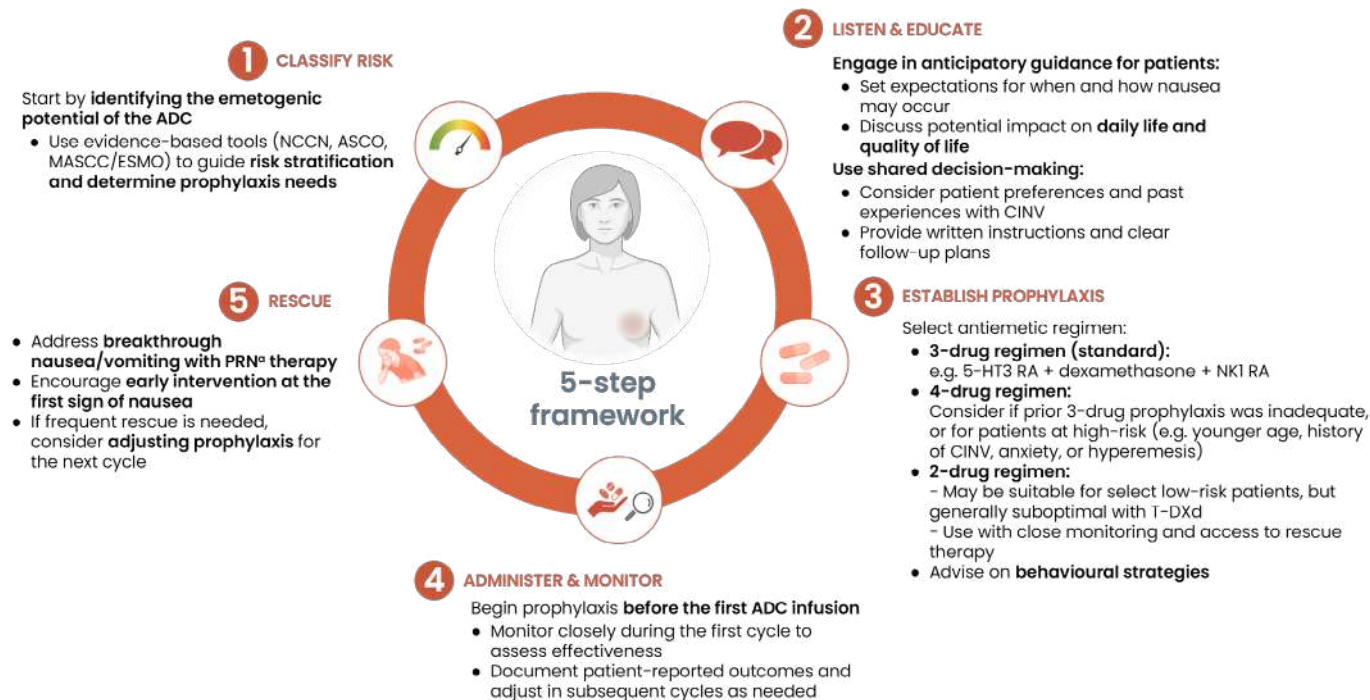 1 CLASSIFY RISK
Start by identifying the emetogenic
potential of the ADC
● Use evidence-based tools (NCCN, ASCO,
MASCC/ESMO) to guide risk stratification
and determine prophylaxis needs
2 LISTEN & EDUCATE
Engage in anticipatory guidance for patients:
● Set expectations for when and how nausea
may occur
● Discuss potential impact on daily life and
quality of life
Use shared decision-making:
● Consider patient preferences and past
experiences with CINV
● Provide written instructions and clear
follow-up plans
3 ESTABLISH PROPHYLAXIS
Select antiemetic regimen:
● 3-drug regimen (standard):
e.g. 5-HT3 RA + dexamethasone + NK1 RA
● 4-drug regimen:
Consider if prior 3-drug prophylaxis was inadequate,
or for patients at high-risk (e.g. younger age, history
of CINV, anxiety, or hyperemesis)
● 2-drug regimen:
- May be suitable for select low-risk patients, but
generally suboptimal with T-DXd
- Use with close monitoring and access to rescue
therapy
● Advise on behavioural strategies
4 ADMINISTER & MONITOR
Begin prophylaxis before the first ADC infusion
● Monitor closely during the first cycle to
assess effectiveness
● Document patient-reported outcomes and
adjust in subsequent cycles as needed
5 RESCUE
● Address breakthrough
nausea/vomiting with PRNᵃ therapy
● Encourage early intervention at the
first sign of nausea
● If frequent rescue is needed,
consider adjusting prophylaxis for
the next cycle
5-step
framework